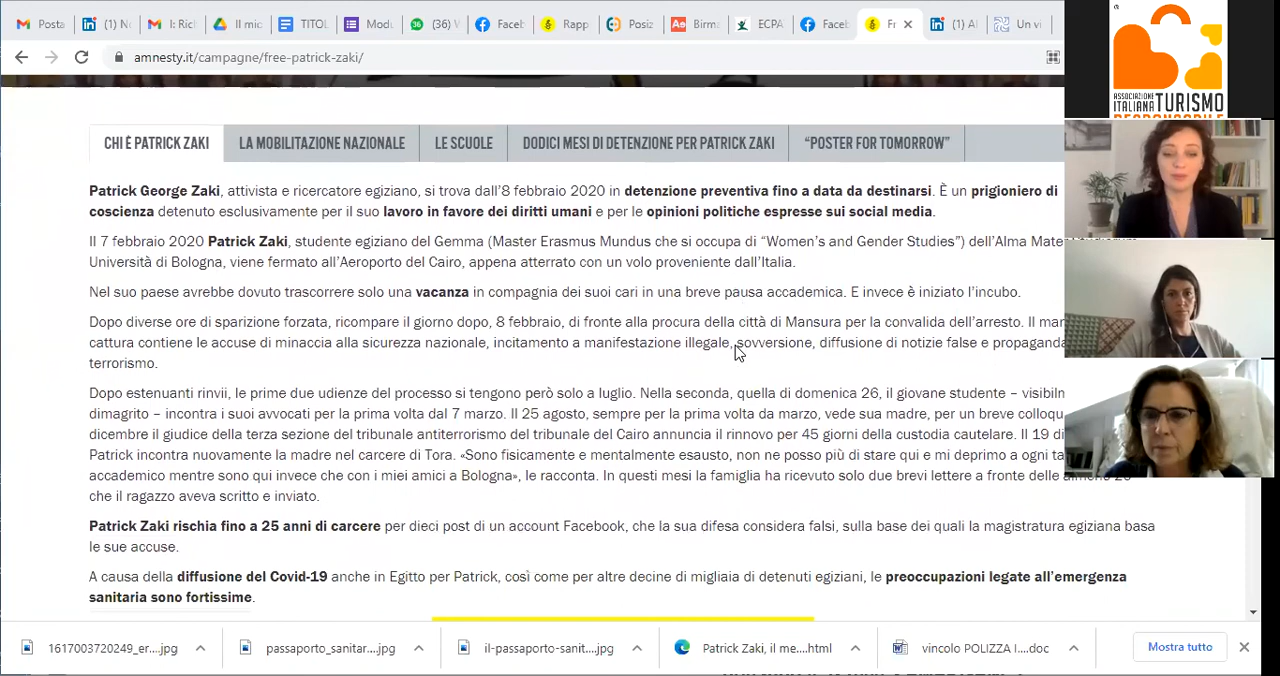 Posta
(1) N
I: Rich
Il mic
TITOL
Modu
(36) W
Faceb
Rapp
Posiz
Birma
ECPA
Faceb
Fr
(1) Al
Un vi
amnesty.it/campagne/free-patrick-zaki/
ASSOCIAZIONE
ITALIANA TURISMO
RESPONSABILE
CHI È PATRICK ZAKI
LA MOBILITAZIONE NAZIONALE
LE SCUOLE
DODICI MESI DI DETENZIONE PER PATRICK ZAKI
“POSTER FOR TOMORROW”
Patrick George Zaki, attivista e ricercatore egiziano, si trova dall’8 febbraio 2020 in detenzione preventiva fino a data da destinarsi. È un prigioniero di
coscienza detenuto esclusivamente per il suo lavoro in favore dei diritti umani e per le opinioni politiche espresse sui social media.
Il 7 febbraio 2020 Patrick Zaki, studente egiziano del Gemma (Master Erasmus Mundus che si occupa di “Women’s and Gender Studies”) dell’Alma Mater
Università di Bologna, viene fermato all’Aeroporto del Cairo, appena atterrato con un volo proveniente dall’Italia.
Nel suo paese avrebbe dovuto trascorrere solo una vacanza in compagnia dei suoi cari in una breve pausa accademica. E invece è iniziato l’incubo.
Dopo diverse ore di sparizione forzata, ricompare il giorno dopo, 8 febbraio, di fronte alla procura della città di Mansura per la convalida dell’arresto. Il man
cattura contiene le accuse di minaccia alla sicurezza nazionale, incitamento a manifestazione illegale, sovversione, diffusione di notizie false e propaganda
terrorismo.
Dopo estenuanti rinvii, le prime due udienze del processo si tengono però solo a luglio. Nella seconda, quella di domenica 26, il giovane studente – visibilm
dimagrito – incontra i suoi avvocati per la prima volta dal 7 marzo. Il 25 agosto, sempre per la prima volta da marzo, vede sua madre, per un breve colloqu
dicembre il giudice della terza sezione del tribunale antiterrorismo del tribunale del Cairo annuncia il rinnovo per 45 giorni della custodia cautelare. Il 19 di
Patrick incontra nuovamente la madre nel carcere di Tora. «Sono fisicamente e mentalmente esausto, non ne posso più di stare qui e mi deprimo a ogni ta
accademico mentre sono qui invece che con i miei amici a Bologna», le racconta. In questi mesi la famiglia ha ricevuto solo due brevi lettere a fronte delle almeno 20
che il ragazzo aveva scritto e inviato.
Patrick Zaki rischia fino a 25 anni di carcere per dieci post di un account Facebook, che la sua difesa considera falsi, sulla base dei quali la magistratura egiziana basa
le sue accuse.
A causa della diffusione del Covid-19 anche in Egitto per Patrick, così come per altre decine di migliaia di detenuti egiziani, le preoccupazioni legate all’emergenza
sanitaria sono fortissime.
1617003720249_er....jpg
passaporto_sanitar....jpg
il-passaporto-sanit....jpg
Patrick Zaki, il me....html
vincolo POLIZZA I....doc
Mostra tutto